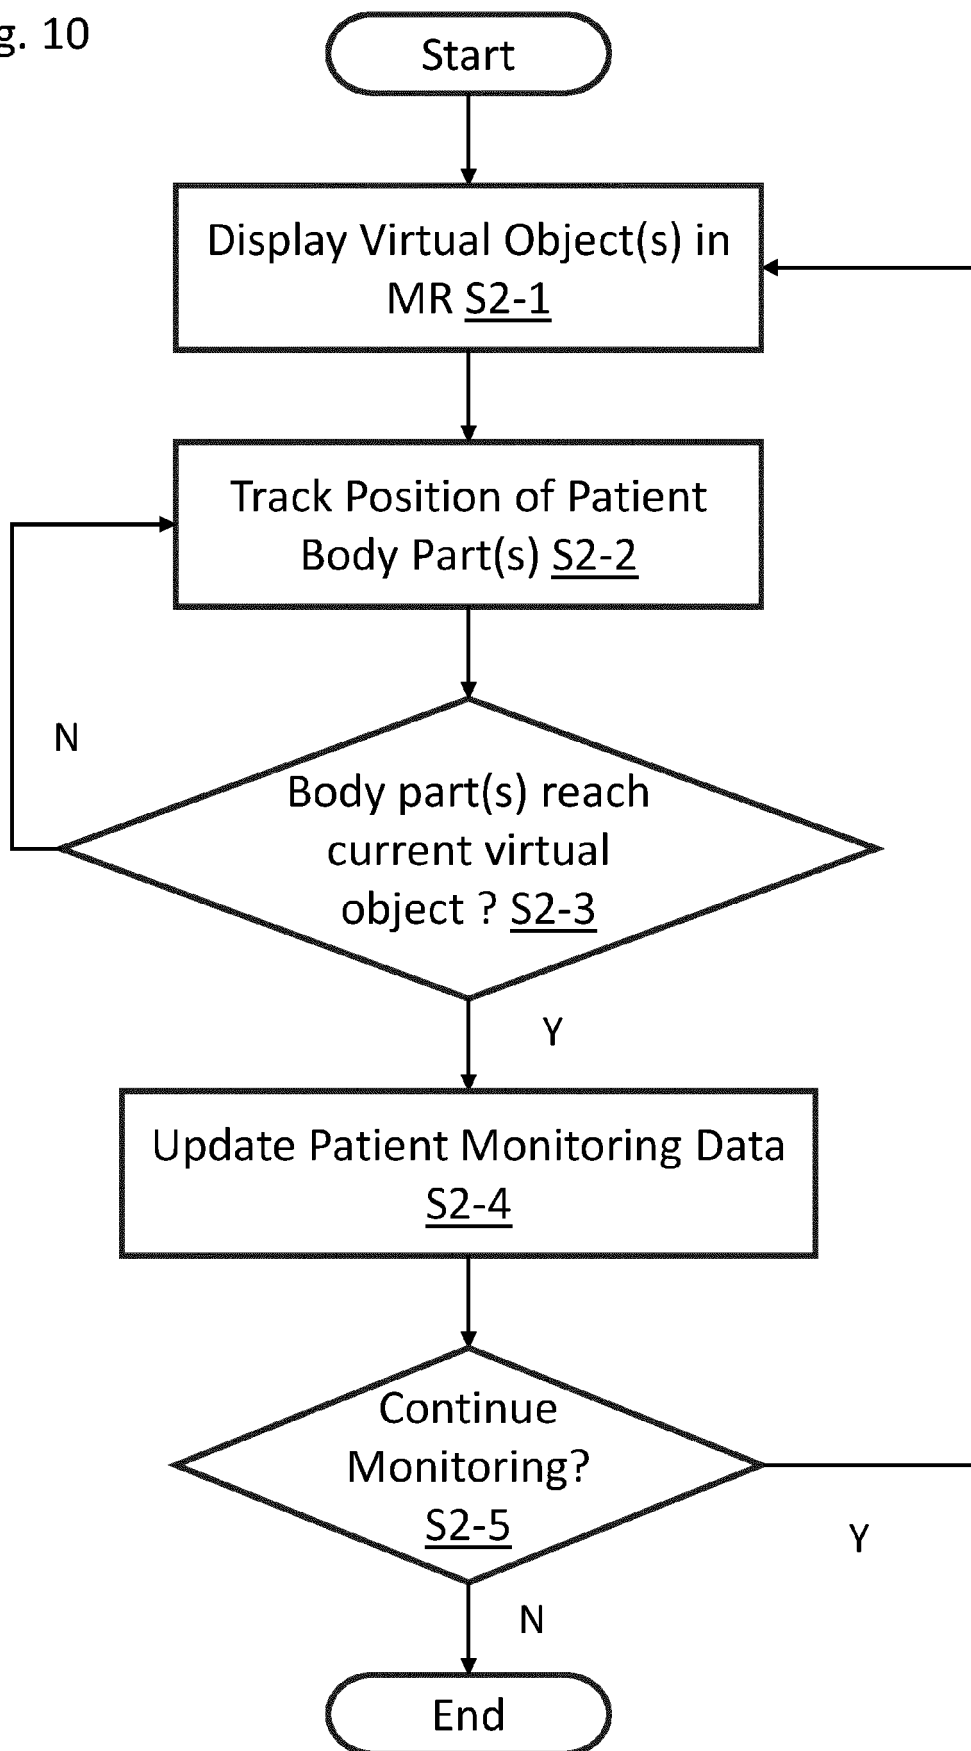 g. 10
Start
Display Virtual Object(s) in
MR S2-1
Track Position of Patient
Body Part(s) S2-2
N
Body part(s) reach
current virtual
object ? S2-3
Y
Update Patient Monitoring Data
S2-4
Continue
Monitoring?
S2-5
Y
N
End